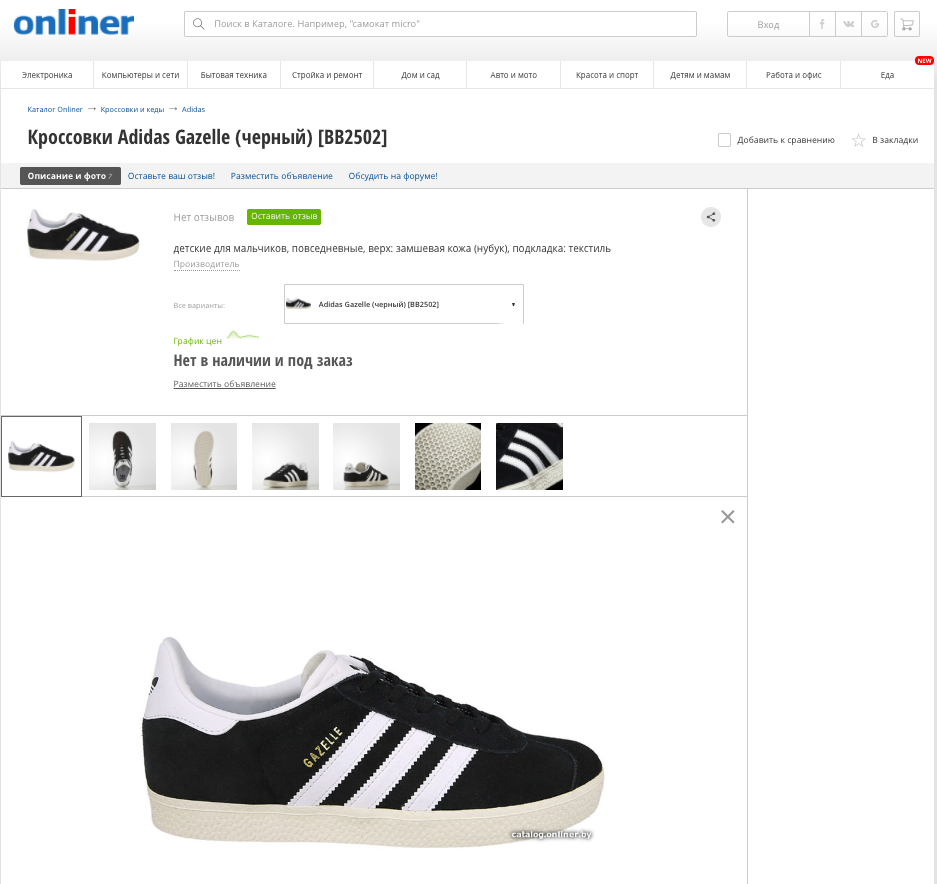 onliner
Поиск в Каталоге. Например, "самокат micro"
Вход
f
G
NEW
Электроника
Компьютеры и сети
Бытовая техника
Стройка и ремонт
Дом и сад
Авто и мото
Красота и спорт
Детям и мамам
Работа и офис
Еда
Каталог Onliner → Кроссовки и кеды → Adidas
Кроссовки Adidas Gazelle (черный) [BB2502]
Добавить к сравнению
В закладки
Описание и фото 7
Оставьте ваш отзыв!
Разместить объявление
Обсудить на форуме!
Нет отзывов
Оставить отзыв
детские для мальчиков, повседневные, верх: замшевая кожа (нубук), подкладка: текстиль
Производитель
Все варианты:
Adidas Gazelle (черный) [BB2502]
График цен
Нет в наличии и под заказ
Разместить объявление
GAZELLE
catalog.onliner.by